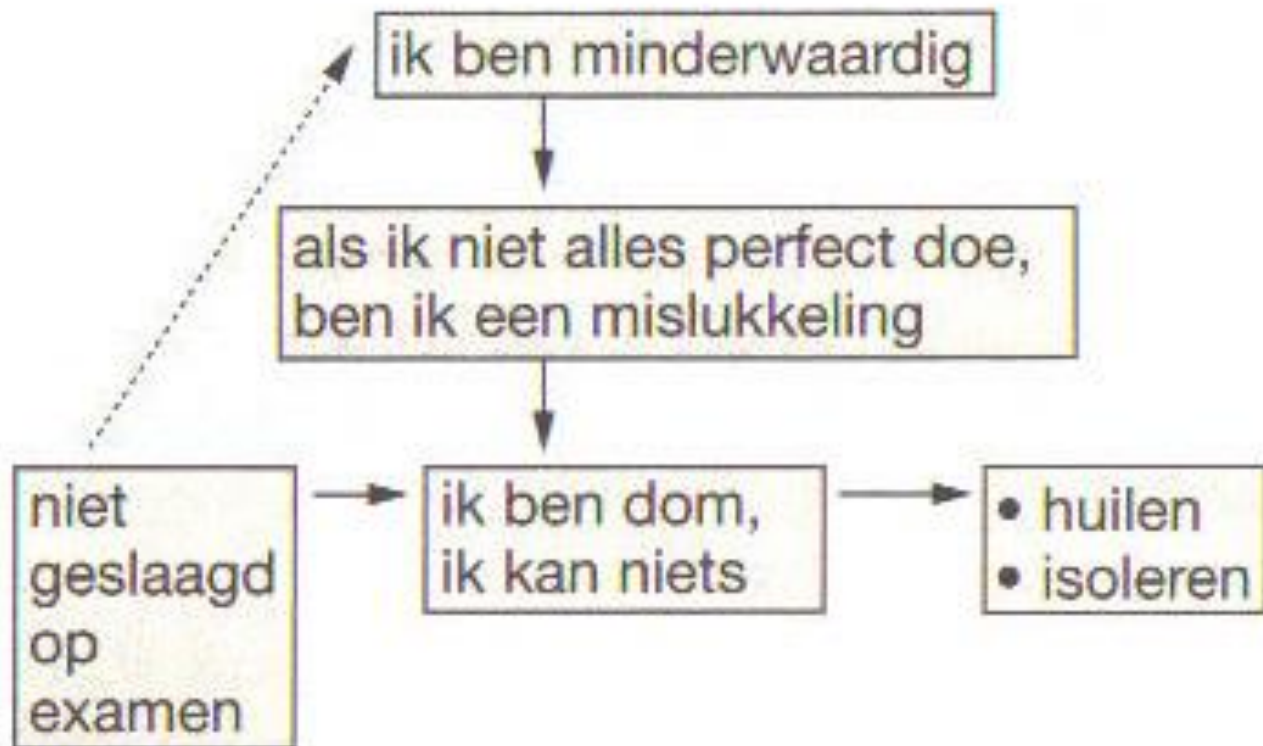 ik ben minderwaardig
als ik niet alles perfect doe,
ben ik een mislukkeling
niet
geslaagd
op
examen
ik ben dom,
ik kan niets
• huilen
• isoleren